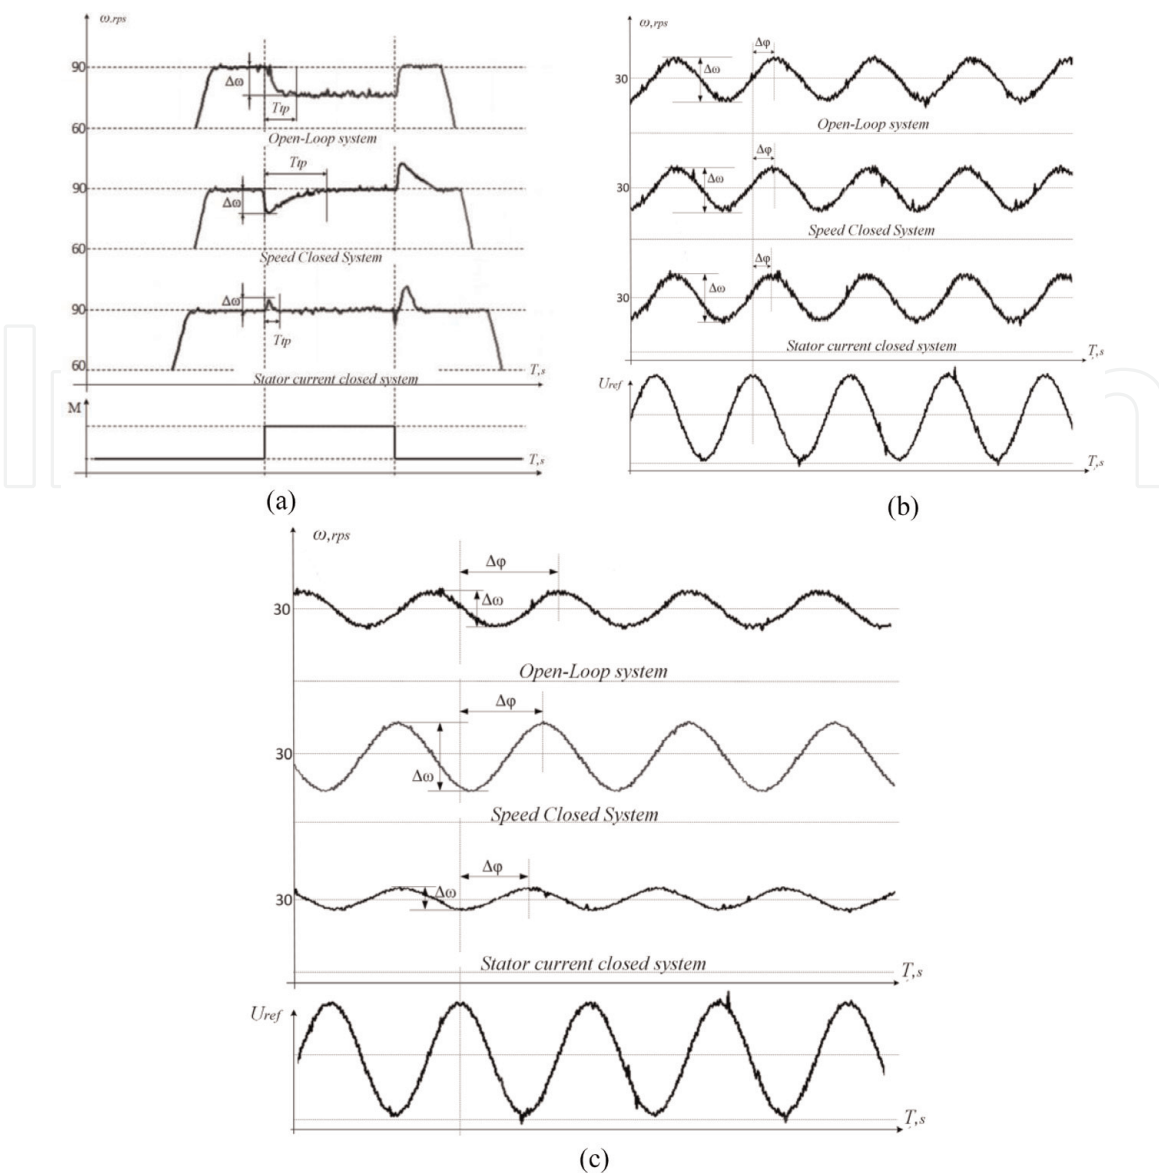 ω,rps
90
Δω
Ttp
60
Open-Loop system
Ttp
90
Δω
60
Speed Closed System
Δω
90
Ttp
60
T,s
Stator current closed system
M
T,s
(a)
ω,rps
Δφ
30
Δω
Open-Loop system
Δφ
30
Δω
Speed Closed System
Δφ
30
Δω
Stator current closed system
T,s
Uref
T,s
(b)
ω,rps
Δφ
30
Δω
Open-Loop system
Δφ
30
Δω
Speed Closed System
Δφ
30
Δω
Stator current closed system
T,s
Uref
T,s
(c)